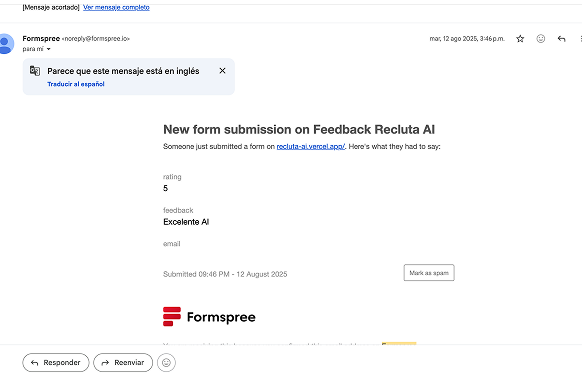 [Mensaje acortado] Ver mensaje completo
Formspree <noreply@formspree.io>
mar, 12 ago 2025, 3:46 p.m.
para mí
Parece que este mensaje está en inglés
Traducir al español
New form submission on Feedback Recluta AI
Someone just submitted a form on recluta-ai.vercel.app/. Here's what they had to say:
rating
5
feedback
Excelente AI
email
Submitted 09:46 PM - 12 August 2025
Mark as spam
Formspree
Responder
Reenviar